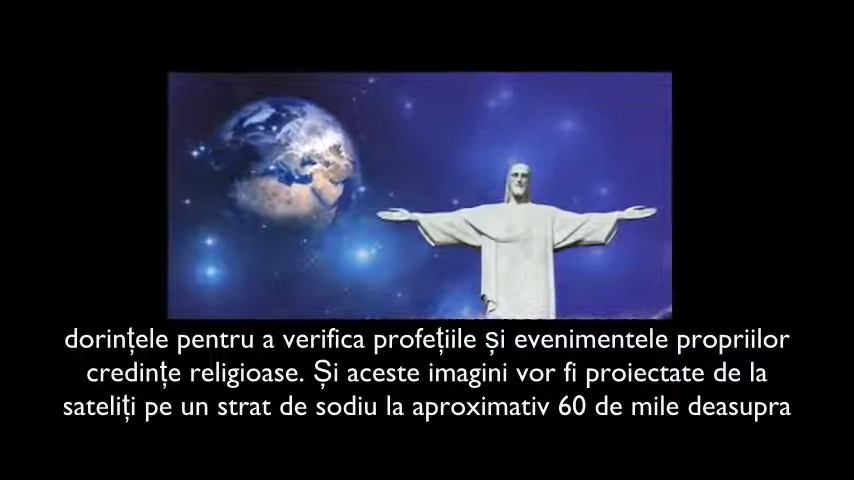 dorințele pentru a verifica profețiile și evenimentele propriilor
credințe religioase. Și aceste imagini vor fi proiectate de la
sateliți pe un strat de sodiu la aproximativ 60 de mile deasupra